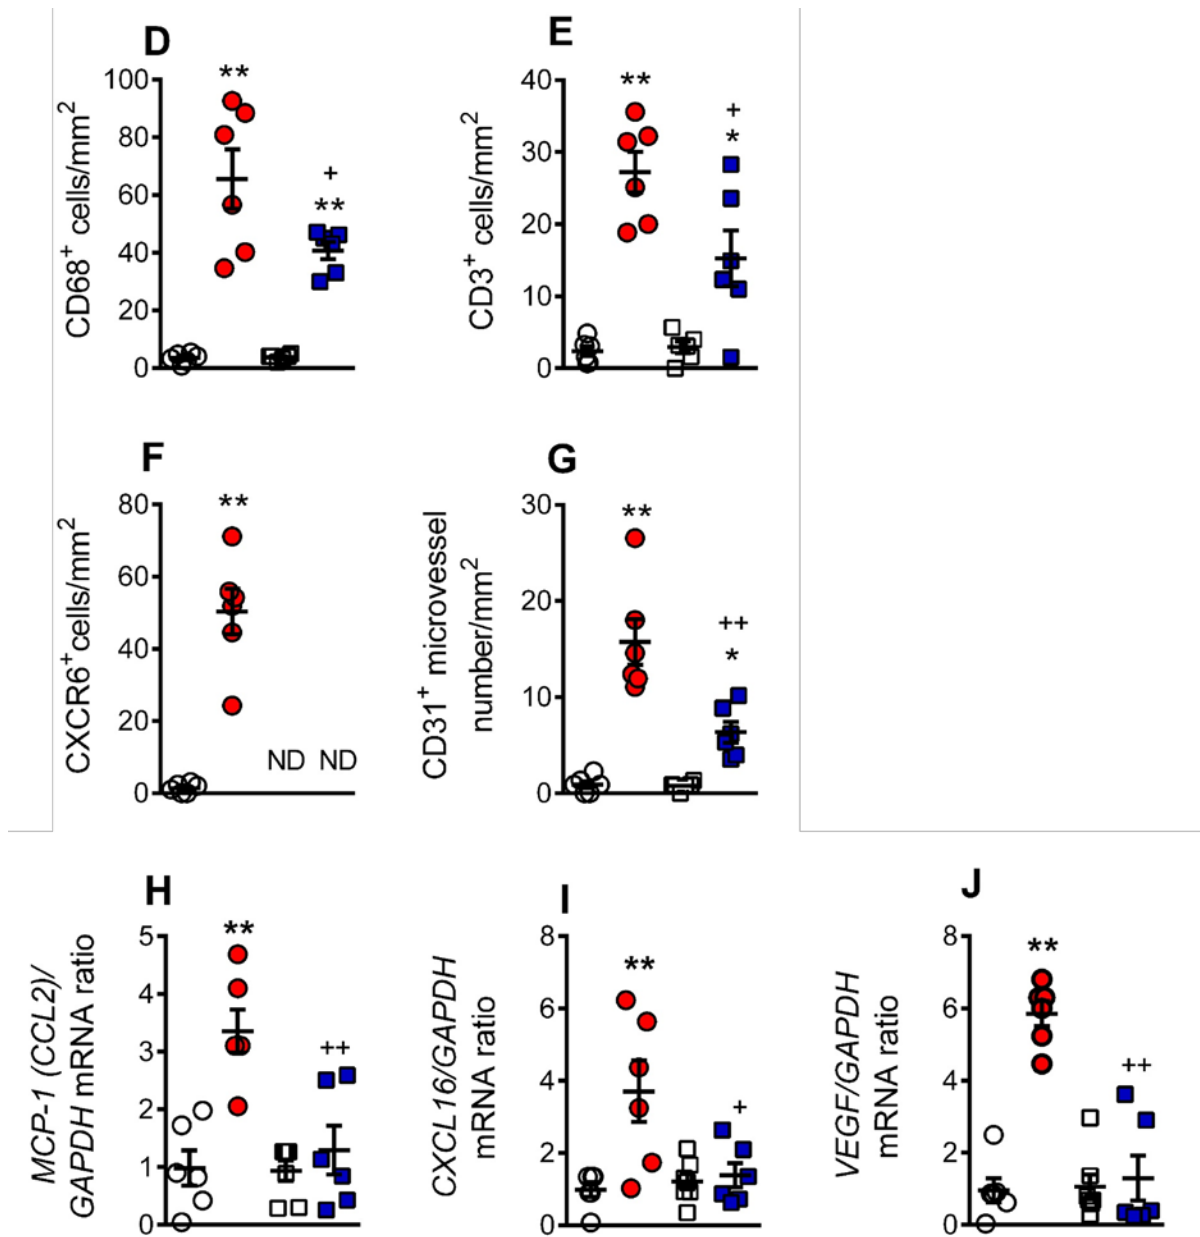 D
CD68+ cells/mm2
100
80
60
40
20
0
**
+
**
E
CD3+ cells/mm2
40
30
20
10
0
**
+
*
F
CXCR6+cells/mm2
80
60
40
20
0
**
ND ND
G
CD31+ microvessel
number/mm2
30
20
10
0
**
++
*
H
MCP-1 (CCL2)/
GAPDH mRNA ratio
5
4
3
2
1
0
**
++
I
CXCL16/GAPDH
mRNA ratio
8
6
4
2
0
**
+
J
VEGF/GAPDH
mRNA ratio
8
6
4
2
0
**
++